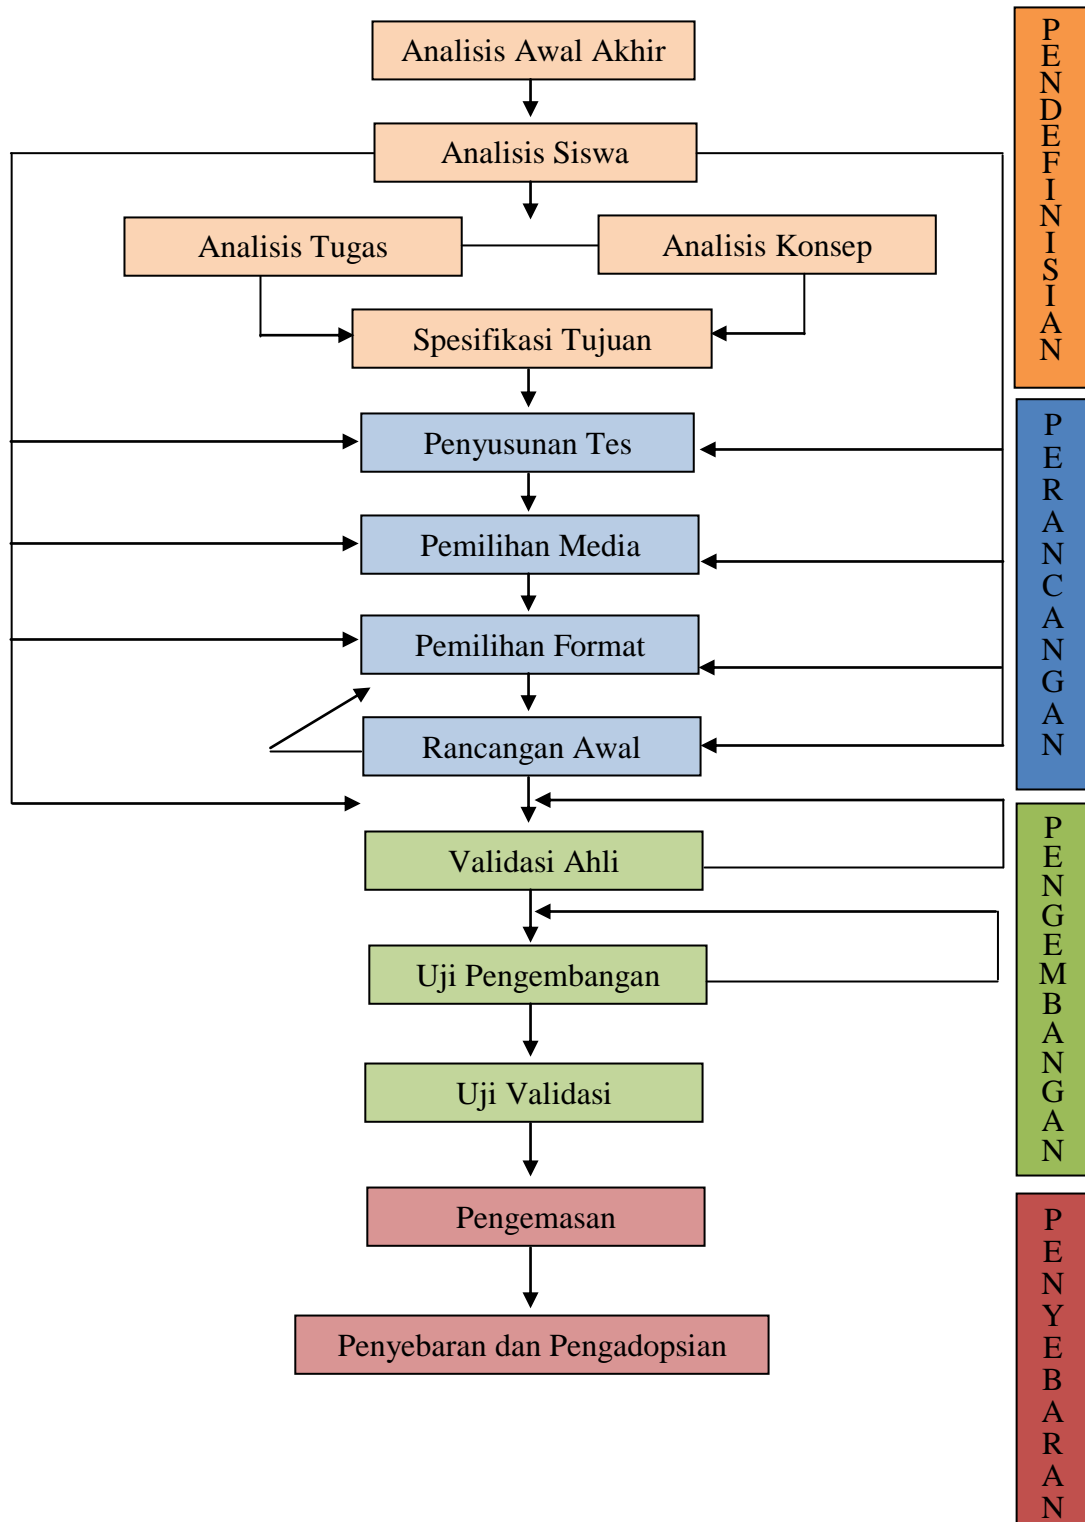 Analisis Awal Akhir
Analisis Siswa
Analisis Tugas
Analisis Konsep
Spesifikasi Tujuan
Penyusunan Tes
Pemilihan Media
Pemilihan Format
Rancangan Awal
Validasi Ahli
Uji Pengembangan
Uji Validasi
Pengemasan
Penyebaran dan Pengadopsian
PENDEFINISIAN
PERANCANGAN
PENGEMBANGAN
PENYEBARAN